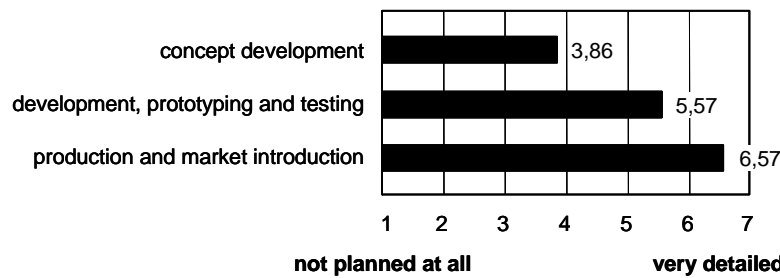 concept development 3,86
development, prototyping and testing 5,57
production and market introduction 6,57
1 2 3 4 5 6 7
not planned at all very detailed